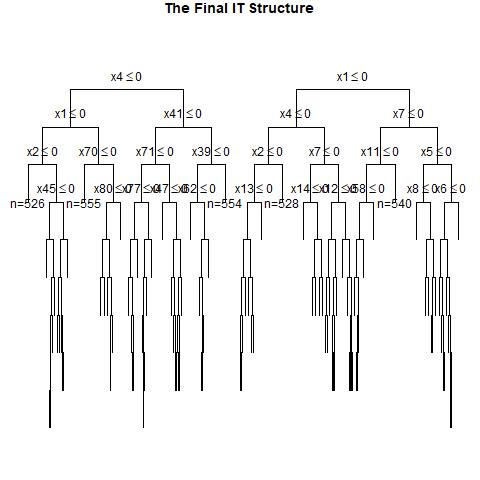 The Final IT Structure
x4 ≤ 0 x1 ≤ 0
x1 ≤ 0 x41 ≤ 0 x4 ≤ 0 x7 ≤ 0
x2 ≤ 0 x70 ≤ 0 x71 ≤ 0 x39 ≤ 0 x2 ≤ 0 x7 ≤ 0 x11 ≤ 0 x5 ≤ 0
x45 ≤ 0 x80 ≤ 0 x77 ≤ 0 x47 ≤ 0 x62 ≤ 0 x13 ≤ 0 x14 ≤ 0 x12 ≤ 0 x58 ≤ 0 x8 ≤ 0 x6 ≤ 0
n=526 n=555 n=554 n=528 n=540